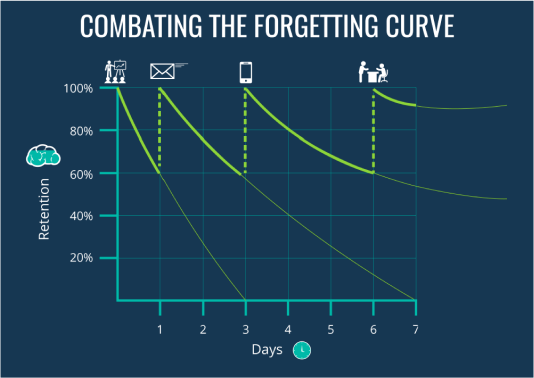 COMBATING THE FORGETTING CURVE
100%
80%
60%
40%
20%
Retention
1 2 3 4 5 6 7
Days